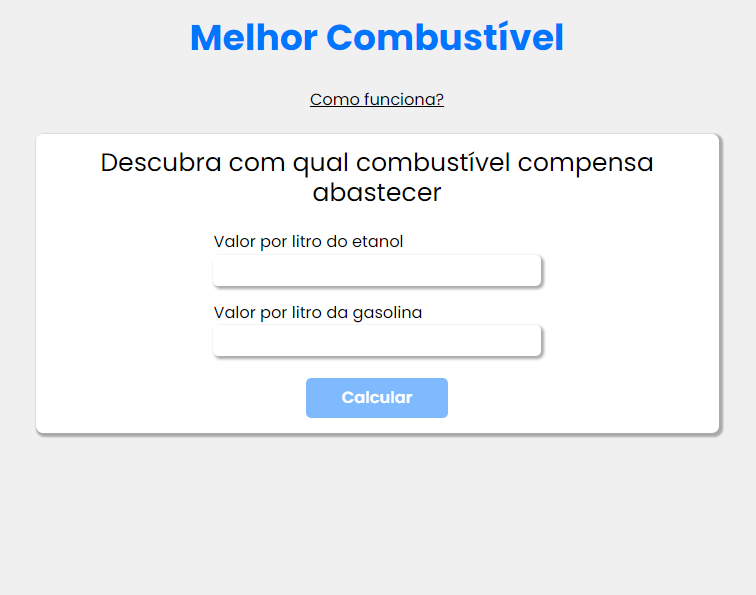 Melhor Combustível
Como funciona?
Descubra com qual combustível compensa
abastecer
Valor por litro do etanol
Valor por litro da gasolina
Calcular